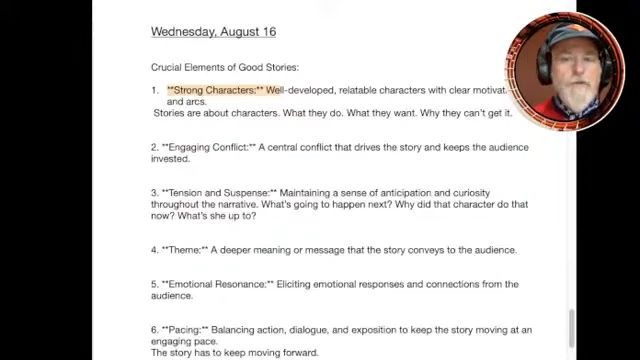 Wednesday, August 16
Crucial Elements of Good Stories:
1. **Strong Characters:** Well-developed, relatable characters with clear motivat
and arcs.
Stories are about characters. What they do. What they want. Why they can't get it.
2. **Engaging Conflict:** A central conflict that drives the story and keeps the audience
invested.
3. **Tension and Suspense:** Maintaining a sense of anticipation and curiosity
throughout the narrative. What's going to happen next? Why did that character do that
now? What's she up to?
4. **Theme:** A deeper meaning or message that the story conveys to the audience.
5. **Emotional Resonance:** Eliciting emotional responses and connections from the
audience.
6. **Pacing:** Balancing action, dialogue, and exposition to keep the story moving at an
engaging pace.
The story has to keep moving forward.